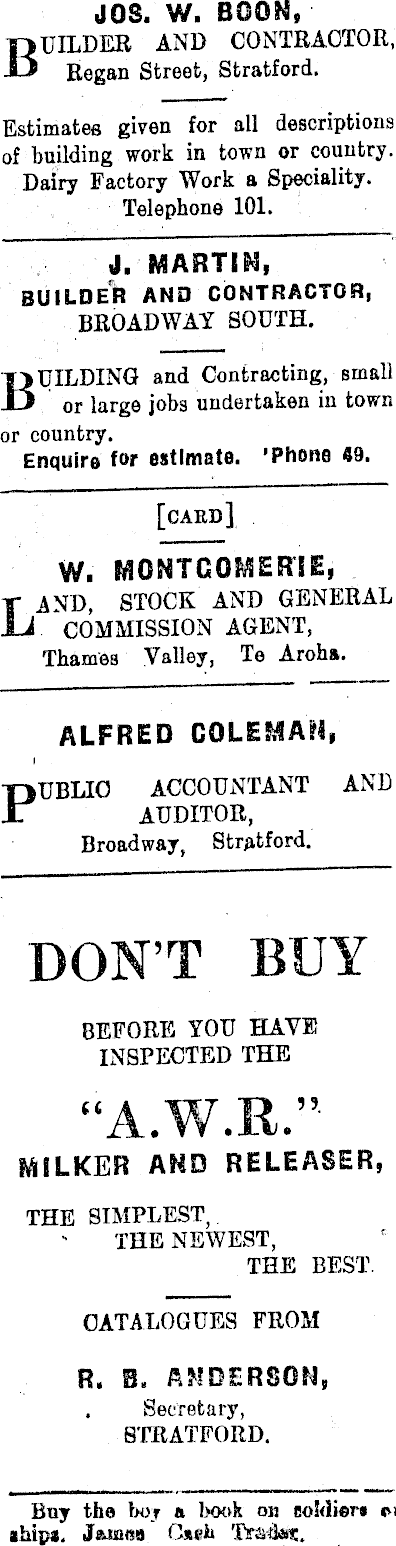 JOS. W. BOON,
BUILDER AND CONTRACTOR,
Regan Street, Stratford.
Estimates given for all descriptions
of building work in town or country.
Dairy Factory Work a Speciality.
Telephone 101.
J. MARTIN,
BUILDER AND CONTRACTOR,
BROADWAY SOUTH.
BUILDING and Contracting, small
or large jobs undertaken in town
or country.
Enquire for estimate. 'Phone 49.
[CARD]
W. MONTGOMERIE,
LAND, STOCK AND GENERAL
COMMISSION AGENT,
Thames Valley, Te Aroha.
ALFRED COLEMAN,
PUBLIC ACCOUNTANT AND
AUDITOR,
Broadway, Stratford.
DON'T BUY
BEFORE YOU HAVE
INSPECTED THE
"A.W.R."
MILKER AND RELEASER,
THE SIMPLEST,
THE NEWEST,
THE BEST.
CATALOGUES FROM
R. B. ANDERSON,
Secretary,
STRATFORD.
Buy the boy a book on soldiers
ships. James Cash Trader.